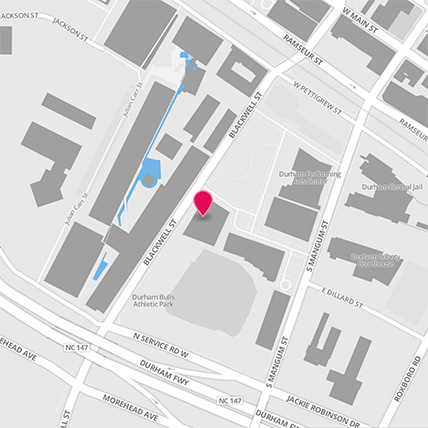 JACKSON ST
W MAIN ST
JACKSON ST
RAMSEUR ST
W PETTIGREW ST
Julian Carr St
BLACKWELL ST
RAMSEUR
Durham Performing
Arts Center
Durham Central Jail
Julian Carr St
BLACKWELL ST
S MANGUM ST
Durham County
Courthouse
Durham Bulls
Athletic Park
E DILLARD ST
N SERVICE RD W
NC 147
DURHAM FWY
S MANGUM ST
ROXBORO RD
MOREHEAD AVE
NC 147
JACKIE ROBINSON DR
MOREHEAD AVE
DURHAM FWY
LL ST